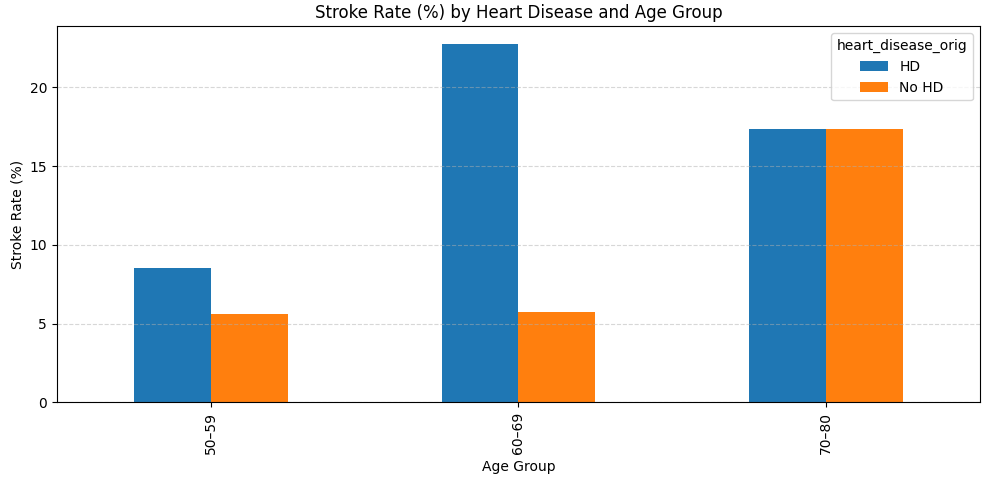 Stroke Rate (%) by Heart Disease and Age Group
heart_disease_orig
HD
No HD
Stroke Rate (%)
20
15
10
5
0
50–59
60–69
70–80
Age Group